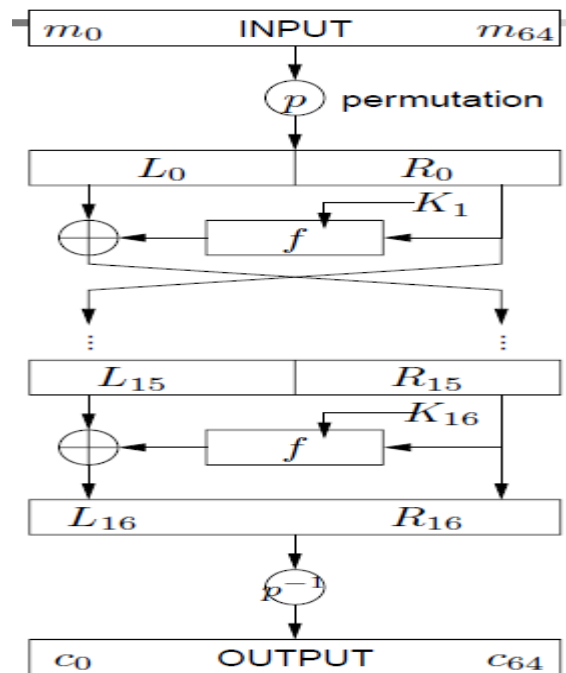 m₀ INPUT m₆₄
p permutation
L₀ R₀
K₁
f
⋮ ⋮
L₁₅ R₁₅
K₁₆
f
L₁₆ R₁₆
p⁻¹
c₀ OUTPUT c₆₄